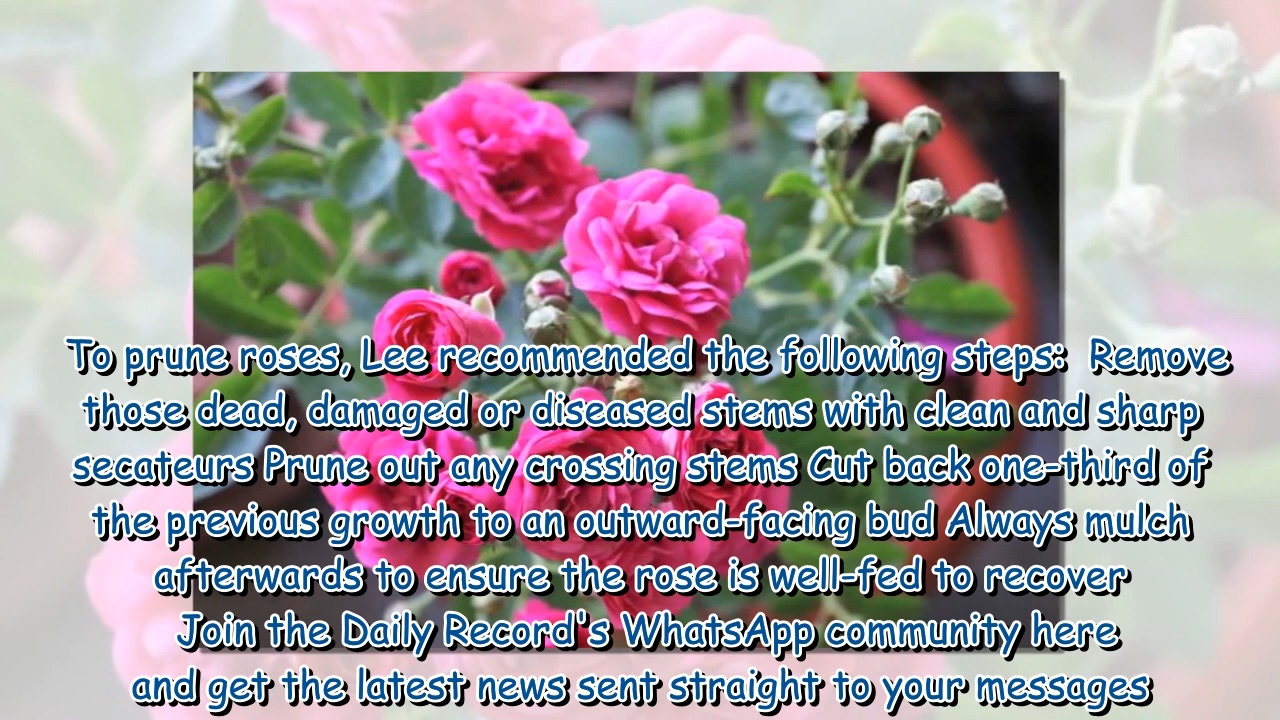 To prune roses, Lee recommended the following steps:  Remove
those dead, damaged or diseased stems with clean and sharp
secateurs Prune out any crossing stems Cut back one-third of
the previous growth to an outward-facing bud Always mulch
afterwards to ensure the rose is well-fed to recover
Join the Daily Record's WhatsApp community here
and get the latest news sent straight to your messages